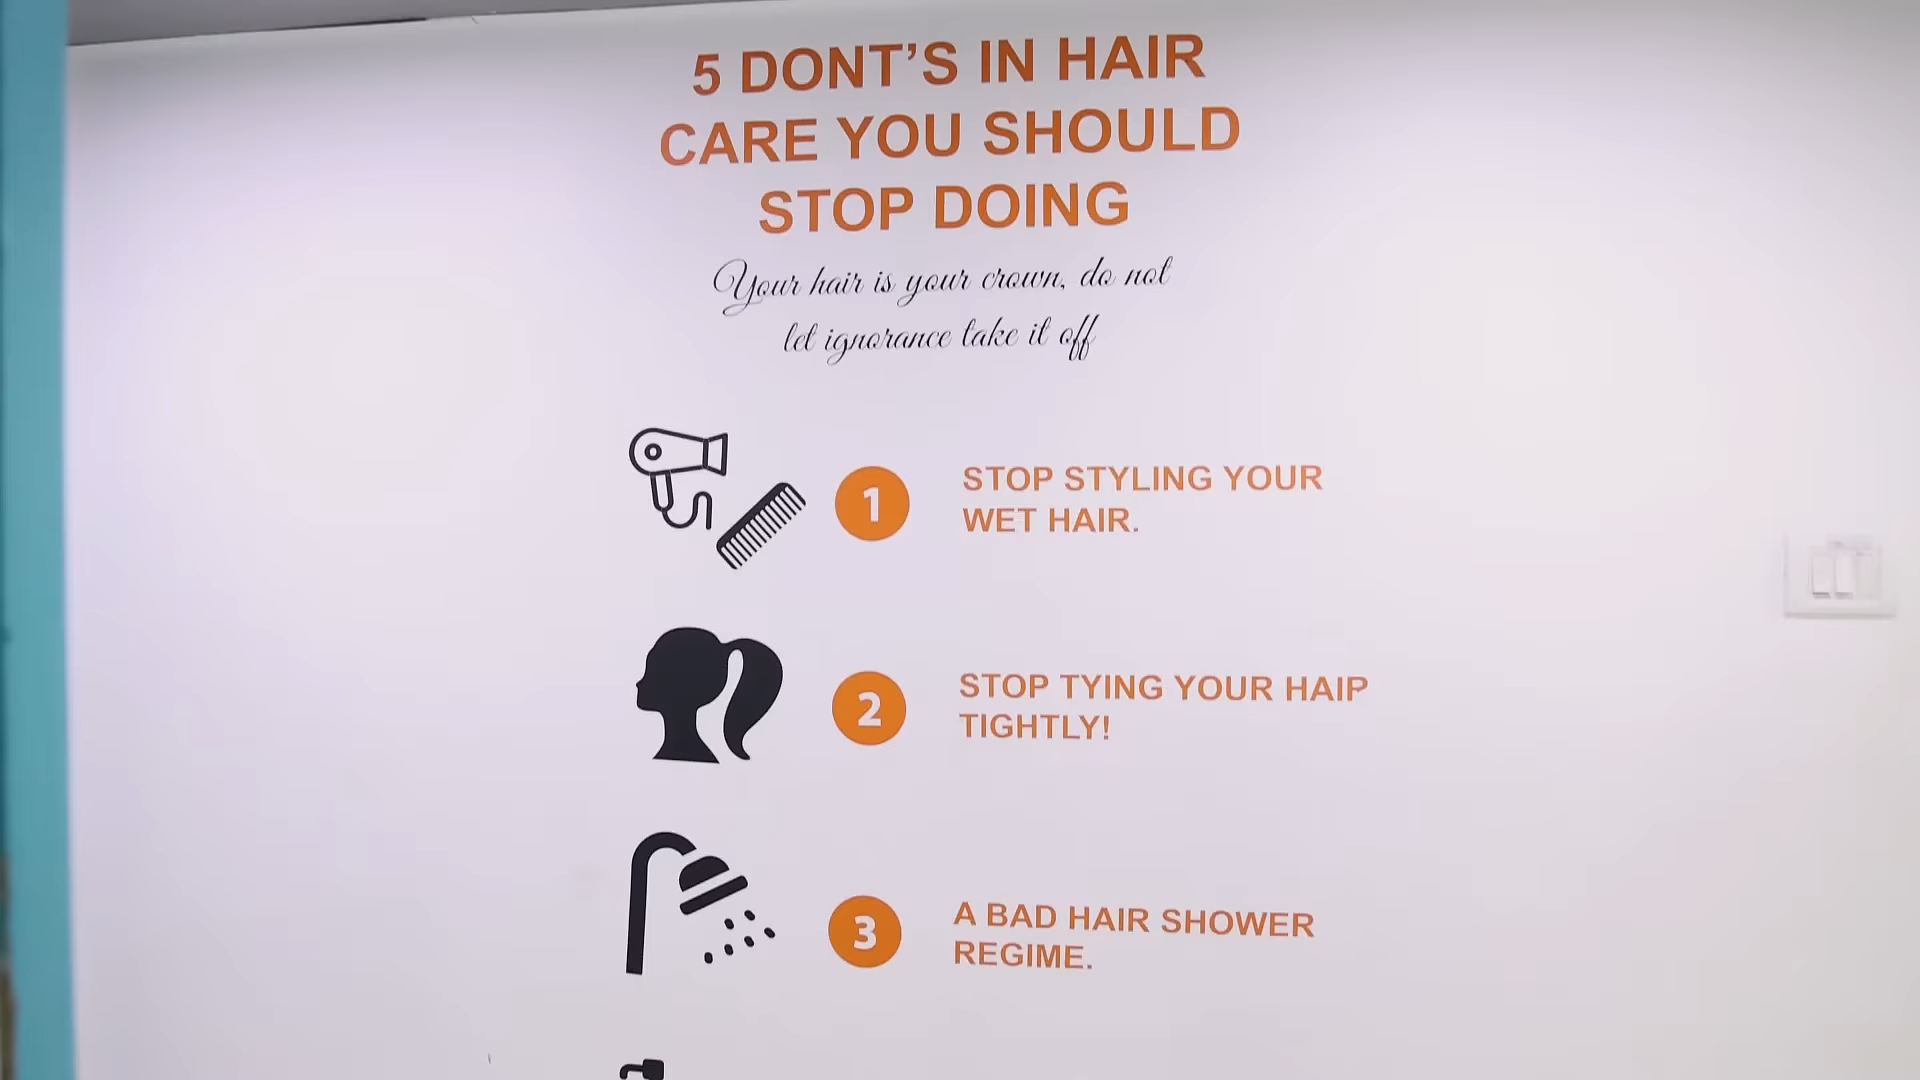 5 DONT’S IN HAIR
CARE YOU SHOULD
STOP DOING
Your hair is your crown, do not
let ignorance take it off
1
STOP STYLING YOUR
WET HAIR.
2
STOP TYING YOUR HAIP
TIGHTLY!
3
A BAD HAIR SHOWER
REGIME.